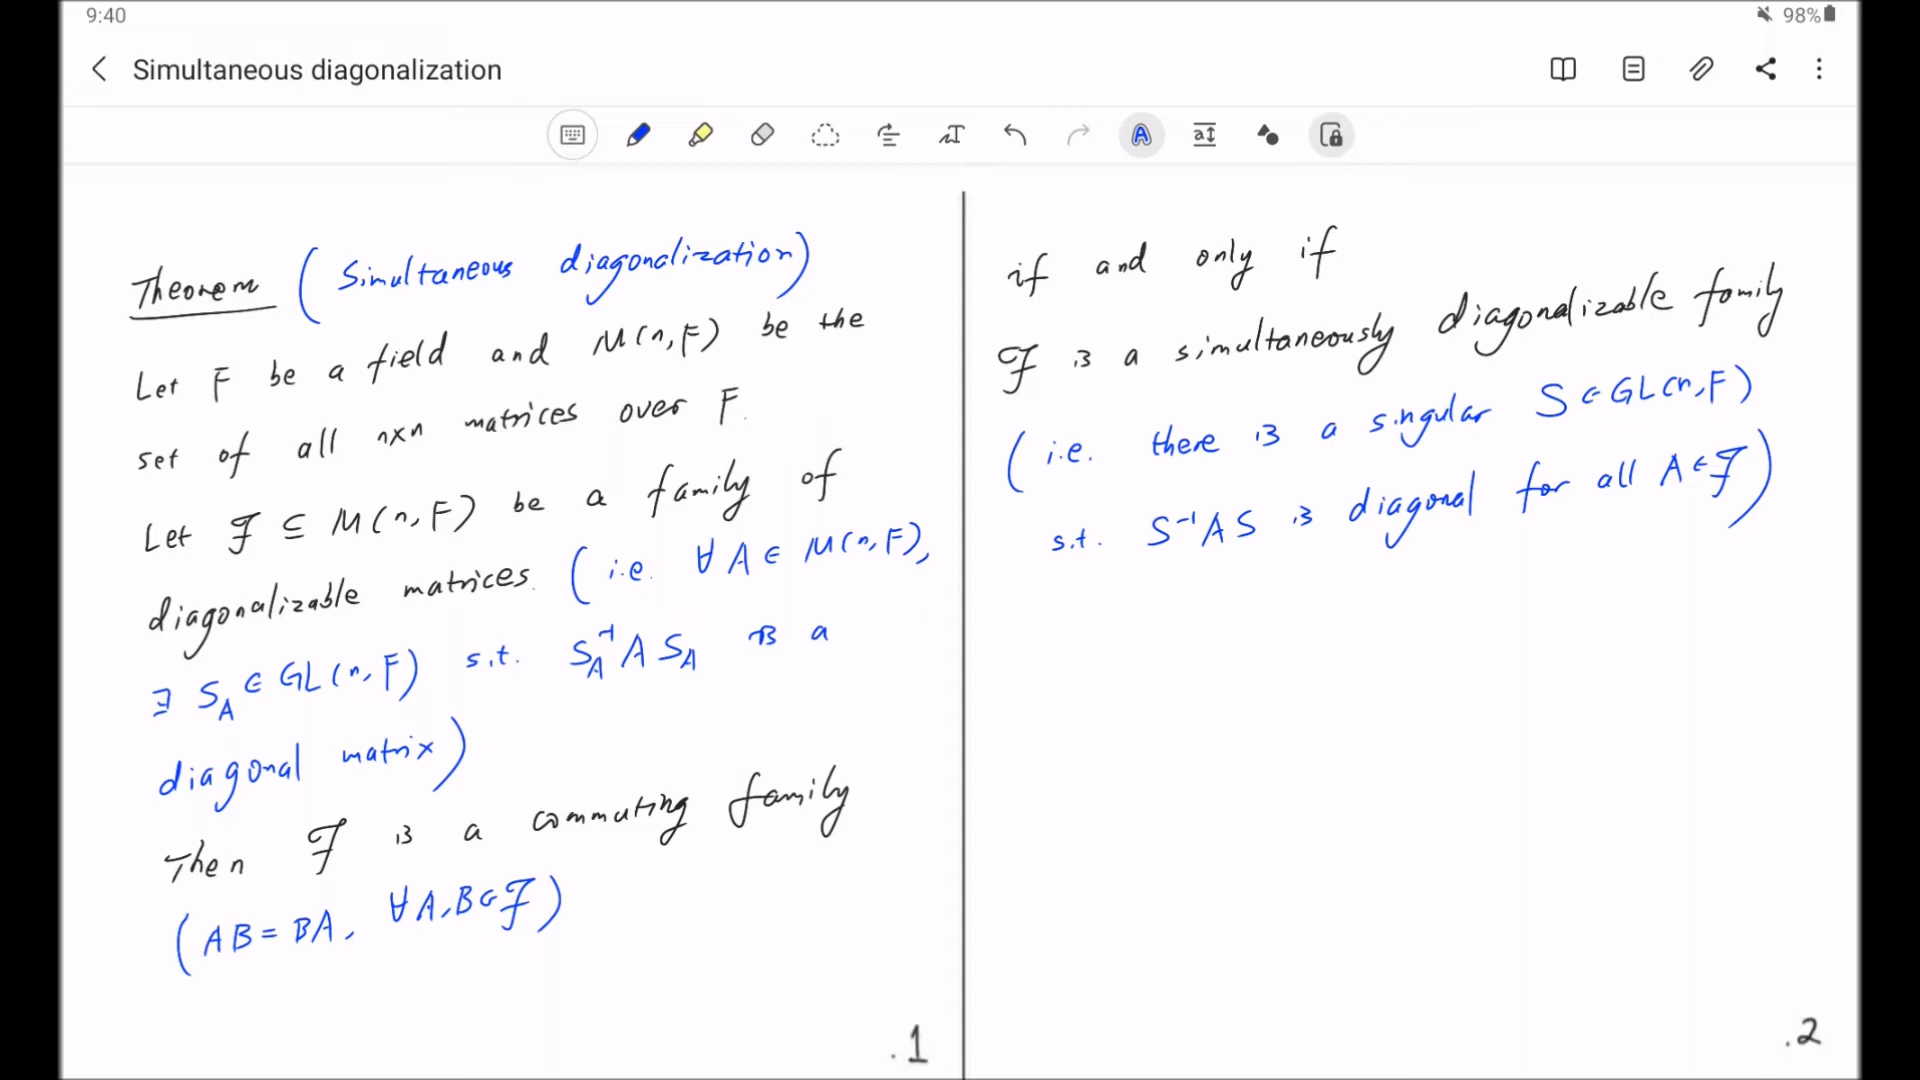 9:40
98%
Simultaneous diagonalization
Theorem (Simultaneous diagonalization)
Let F be a field and M(n,F) be the
set of all n×n matrices over F.
Let ℱ ⊆ M(n,F) be a family of
diagonalizable matrices. (i.e. ∀ A ∈ M(n,F),
∃ S_A ∈ GL(n,F) s.t. S_A^{-1} A S_A is a
diagonal matrix)
Then ℱ is a commuting family
(AB = BA, ∀A,B∈ℱ)
.1
if and only if
ℱ is a simultaneously diagonalizable family
(i.e. there is a singular S ∈ GL(n,F)
s.t. S^{-1}AS is diagonal for all A∈ℱ)
.2